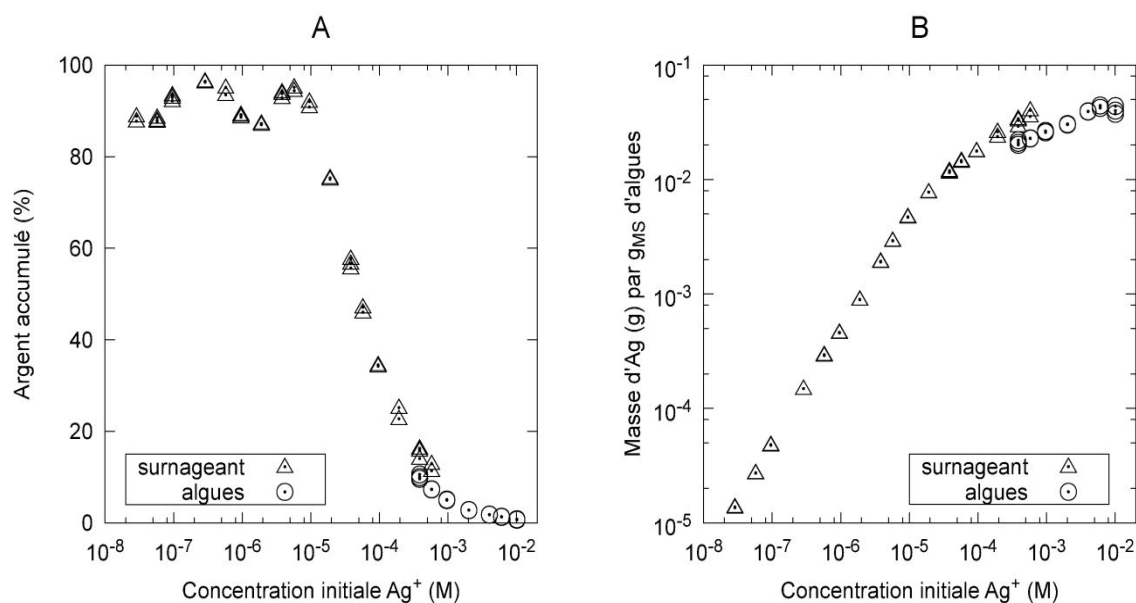 A
Argent accumulé (%)
100
80
60
40
20
0
surnageant
algues
10-8 10-7 10-6 10-5 10-4 10-3 10-2
Concentration initiale Ag+ (M)
B
Masse d'Ag (g) par gMS d'algues
10-1
10-2
10-3
10-4
10-5
surnageant
algues
10-8 10-7 10-6 10-5 10-4 10-3 10-2
Concentration initiale Ag+ (M)